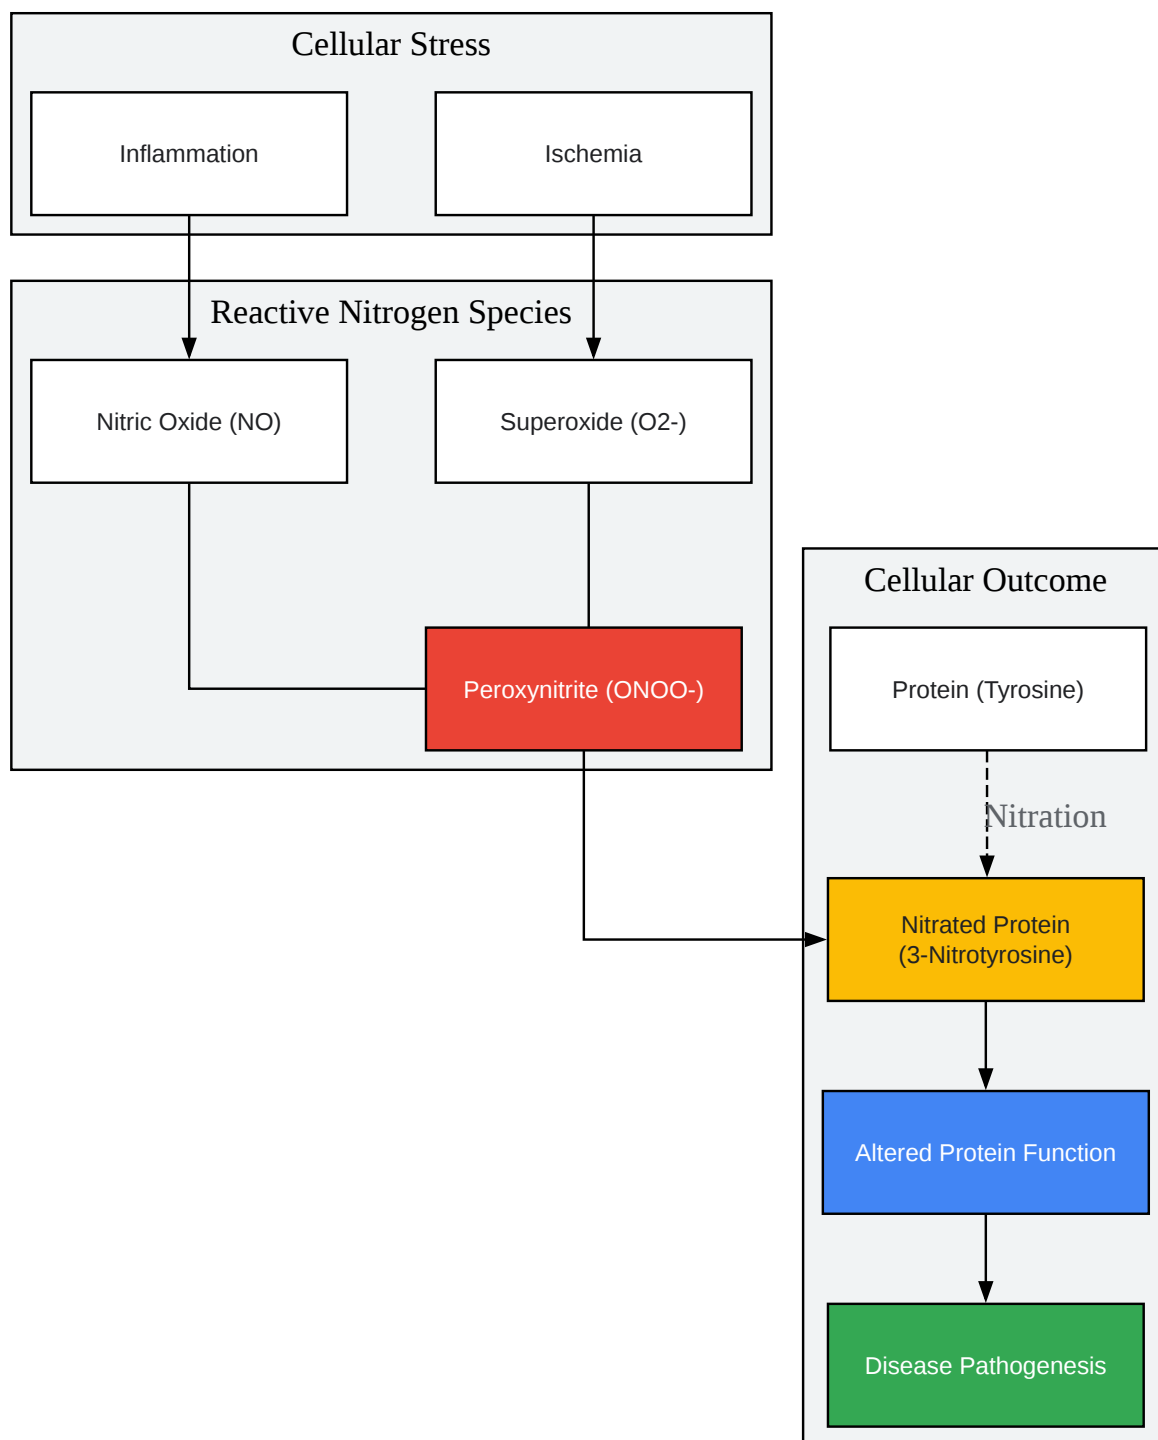 Cellular Stress
Inflammation
Ischemia
Reactive Nitrogen Species
Nitric Oxide (NO)
Superoxide (O2-)
Peroxynitrite (ONOO-)
Cellular Outcome
Protein (Tyrosine)
Nitration
Nitrated Protein
(3-Nitrotyrosine)
Altered Protein Function
Disease Pathogenesis